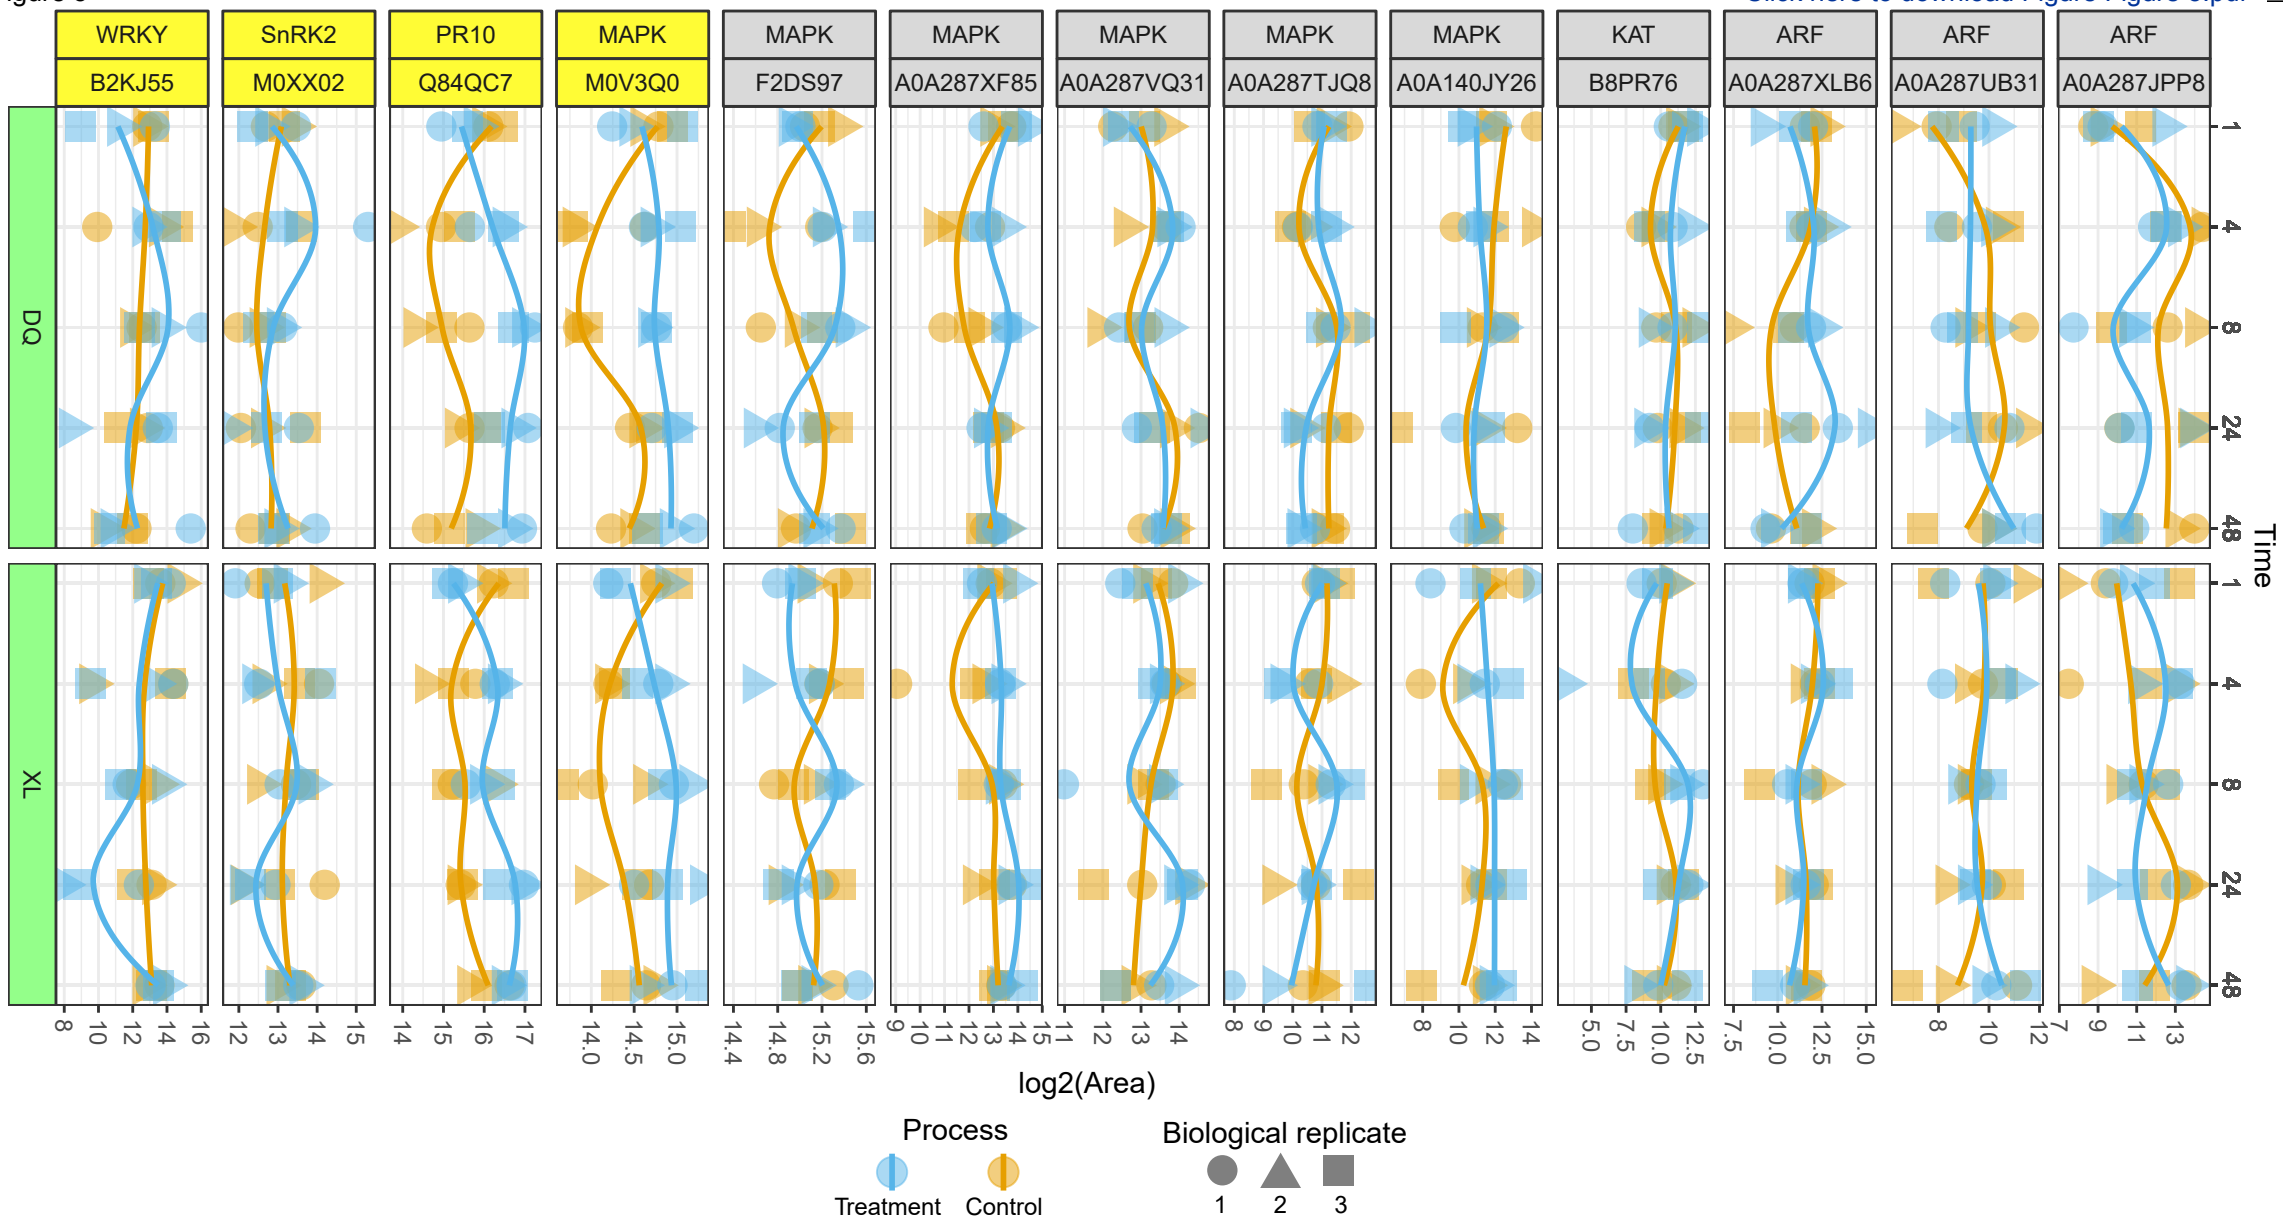 WRKY SnRK2 PR10 MAPK MAPK MAPK MAPK MAPK MAPK KAT ARF ARF ARF
B2KJ55 M0XX02 Q84QC7 M0V3Q0 F2DS97 A0A287XF85 A0A287VQ31 A0A287TJQ8 A0A140JY26 B8PR76 A0A287XLB6 A0A287UB31 A0A287JPP8
DQ
1
4
8
24
48
Time
XL
1
4
8
24
48
8 10 12 14 16 12 13 14 15 14 15 16 17 14.0 14.5 15.0 14.4 14.8 15.2 15.6 9 10 11 12 13 14 15 11 12 13 14 8 9 10 11 12 8 10 12 14 5.0 7.5 10.0 12.5 7.5 10.0 12.5 15.0 8 10 12 7 9 11 13
log2(Area)
Process Biological replicate
Treatment Control 1 2 3